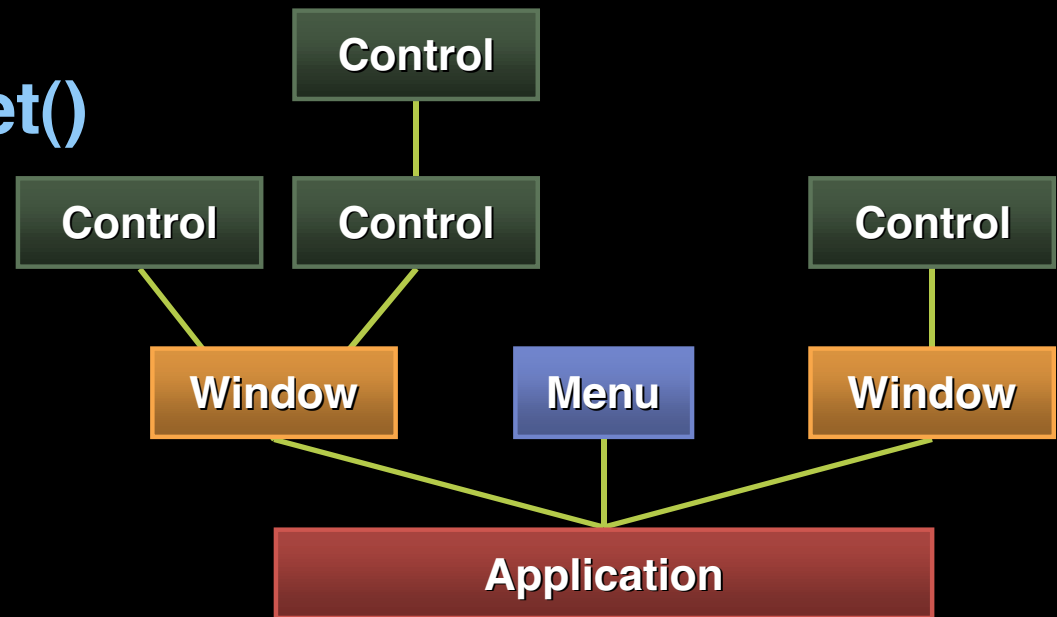 Control
et()
Control Control Control
Window Menu Window
Application